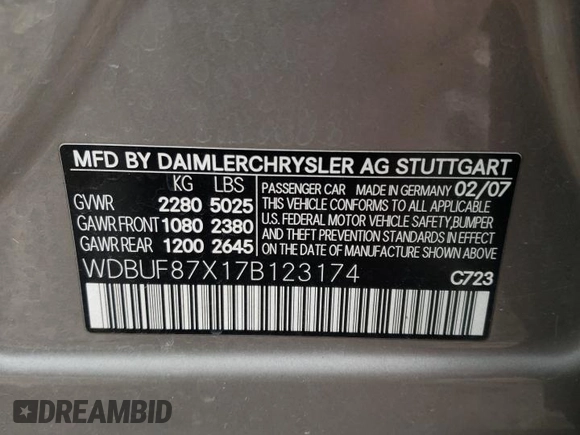 MFD BY DAIMLERCHRYSLER AG STUTTGART
KG LBS
GVWR 2280 5025
GAWR FRONT 1080 2380
GAWR REAR 1200 2645
PASSENGER CAR MADE IN GERMANY 02/07
THIS VEHICLE CONFORMS TO ALL APPLICABLE
U.S. FEDERAL MOTOR VEHICLE SAFETY, BUMPER
AND THEFT PREVENTION STANDARDS IN EFFECT
ON THE DATE OF MANUFACTURE SHOWN ABOVE
WDBUF87X17B123174
C723
DREAMBID